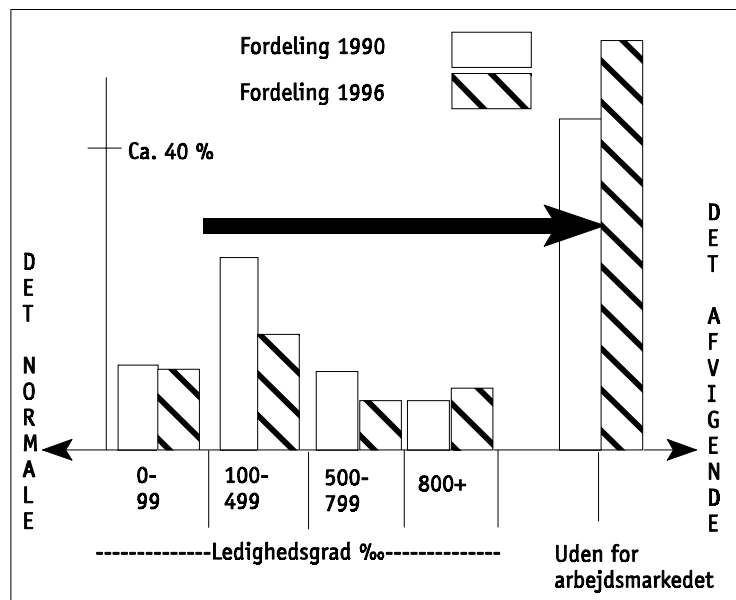 Fordeling 1990
Fordeling 1996
Ca. 40 %
DET NORMALE
DET AFVIGENDE
0-
99
100-
499
500-
799
800+
-------------Ledighedsgrad ‰-------------
Uden for
arbejdsmarkedet